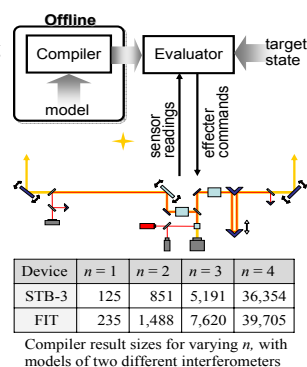 Offline
Compiler
Evaluator
target
state
model
sensor
readings
effecter
commands
Device n = 1 n = 2 n = 3 n = 4
STB-3 125 851 5,191 36,354
FIT 235 1,488 7,620 39,705
Compiler result sizes for varying n, with
models of two different interferometers